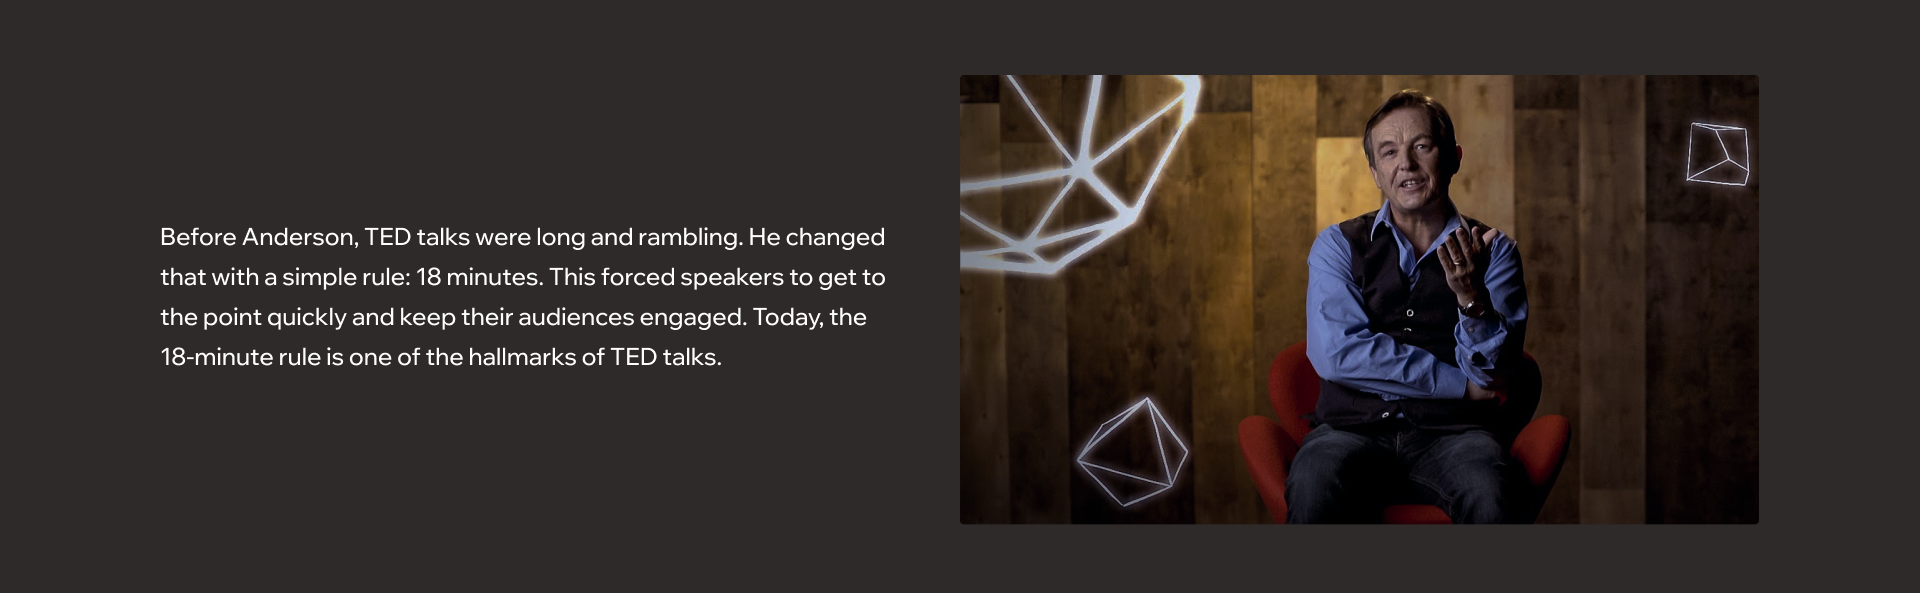 Before Anderson, TED talks were long and rambling. He changed
that with a simple rule: 18 minutes. This forced speakers to get to
the point quickly and keep their audiences engaged. Today, the
18-minute rule is one of the hallmarks of TED talks.